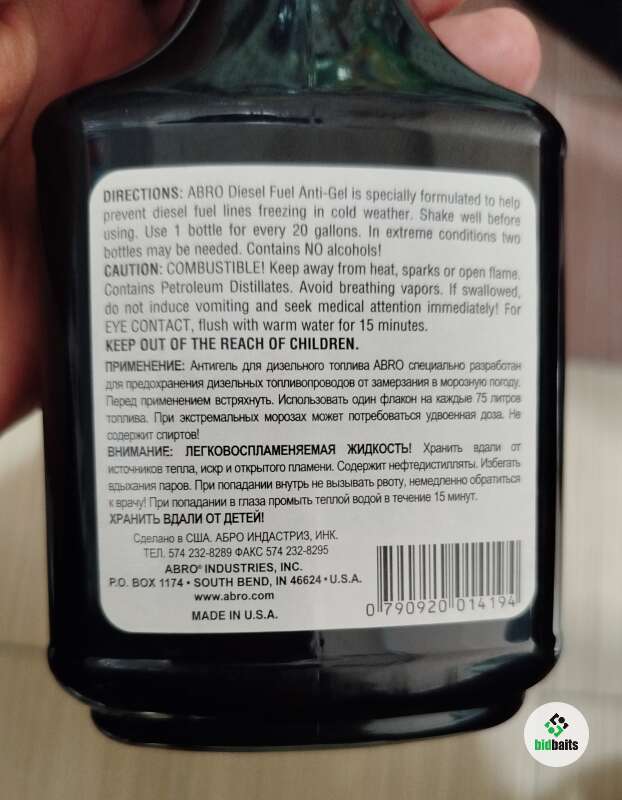 DIRECTIONS: ABRO Diesel Fuel Anti-Gel is specially formulated to help
prevent diesel fuel lines freezing in cold weather. Shake well before
using. Use 1 bottle for every 20 gallons. In extreme conditions two
bottles may be needed. Contains NO alcohols!
CAUTION: COMBUSTIBLE! Keep away from heat, sparks or open flame.
Contains Petroleum Distillates. Avoid breathing vapors. If swallowed,
do not induce vomiting and seek medical attention immediately! For
EYE CONTACT, flush with warm water for 15 minutes.
KEEP OUT OF THE REACH OF CHILDREN.
ПРИМЕНЕНИЕ: Антигель для дизельного топлива ABRO специально разработан
для предохранения дизельных топливопроводов от замерзания в морозную погоду.
Перед применением встряхнуть. Использовать один флакон на каждые 75 литров
топлива. При экстремальных морозах может потребоваться удвоенная доза. Не
содержит спиртов!
ВНИМАНИЕ: ЛЕГКОВОСПЛАМЕНЯЕМАЯ ЖИДКОСТЬ! Хранить вдали от
источников тепла, искр и открытого пламени. Содержит нефтедистилляты. Избегать
вдыхания паров. При попадании внутрь не вызывать рвоту, немедленно обратиться
к врачу! При попадании в глаза промыть теплой водой в течение 15 минут.
ХРАНИТЬ ВДАЛИ ОТ ДЕТЕЙ!
Сделано в США. АБРО ИНДАСТРИЗ, ИНК.
ТЕЛ. 574 232-8289 ФАКС 574 232-8295
ABRO® INDUSTRIES, INC.
P.O. BOX 1174 • SOUTH BEND, IN 46624 • U.S.A.
www.abro.com
MADE IN U.S.A.
0 790920 014194
bidbaits